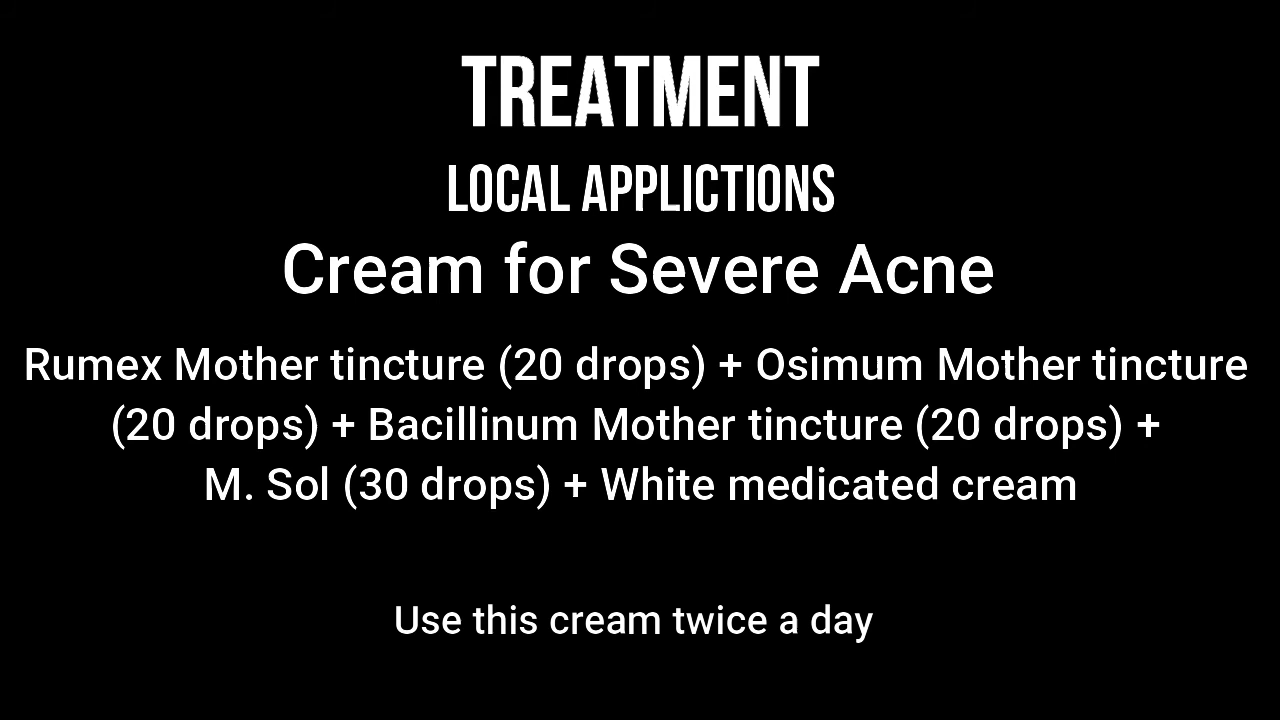 TREATMENT
LOCAL APPLICTIONS
Cream for Severe Acne
Rumex Mother tincture (20 drops) + Osimum Mother tincture
(20 drops) + Bacillinum Mother tincture (20 drops) +
M. Sol (30 drops) + White medicated cream
Use this cream twice a day